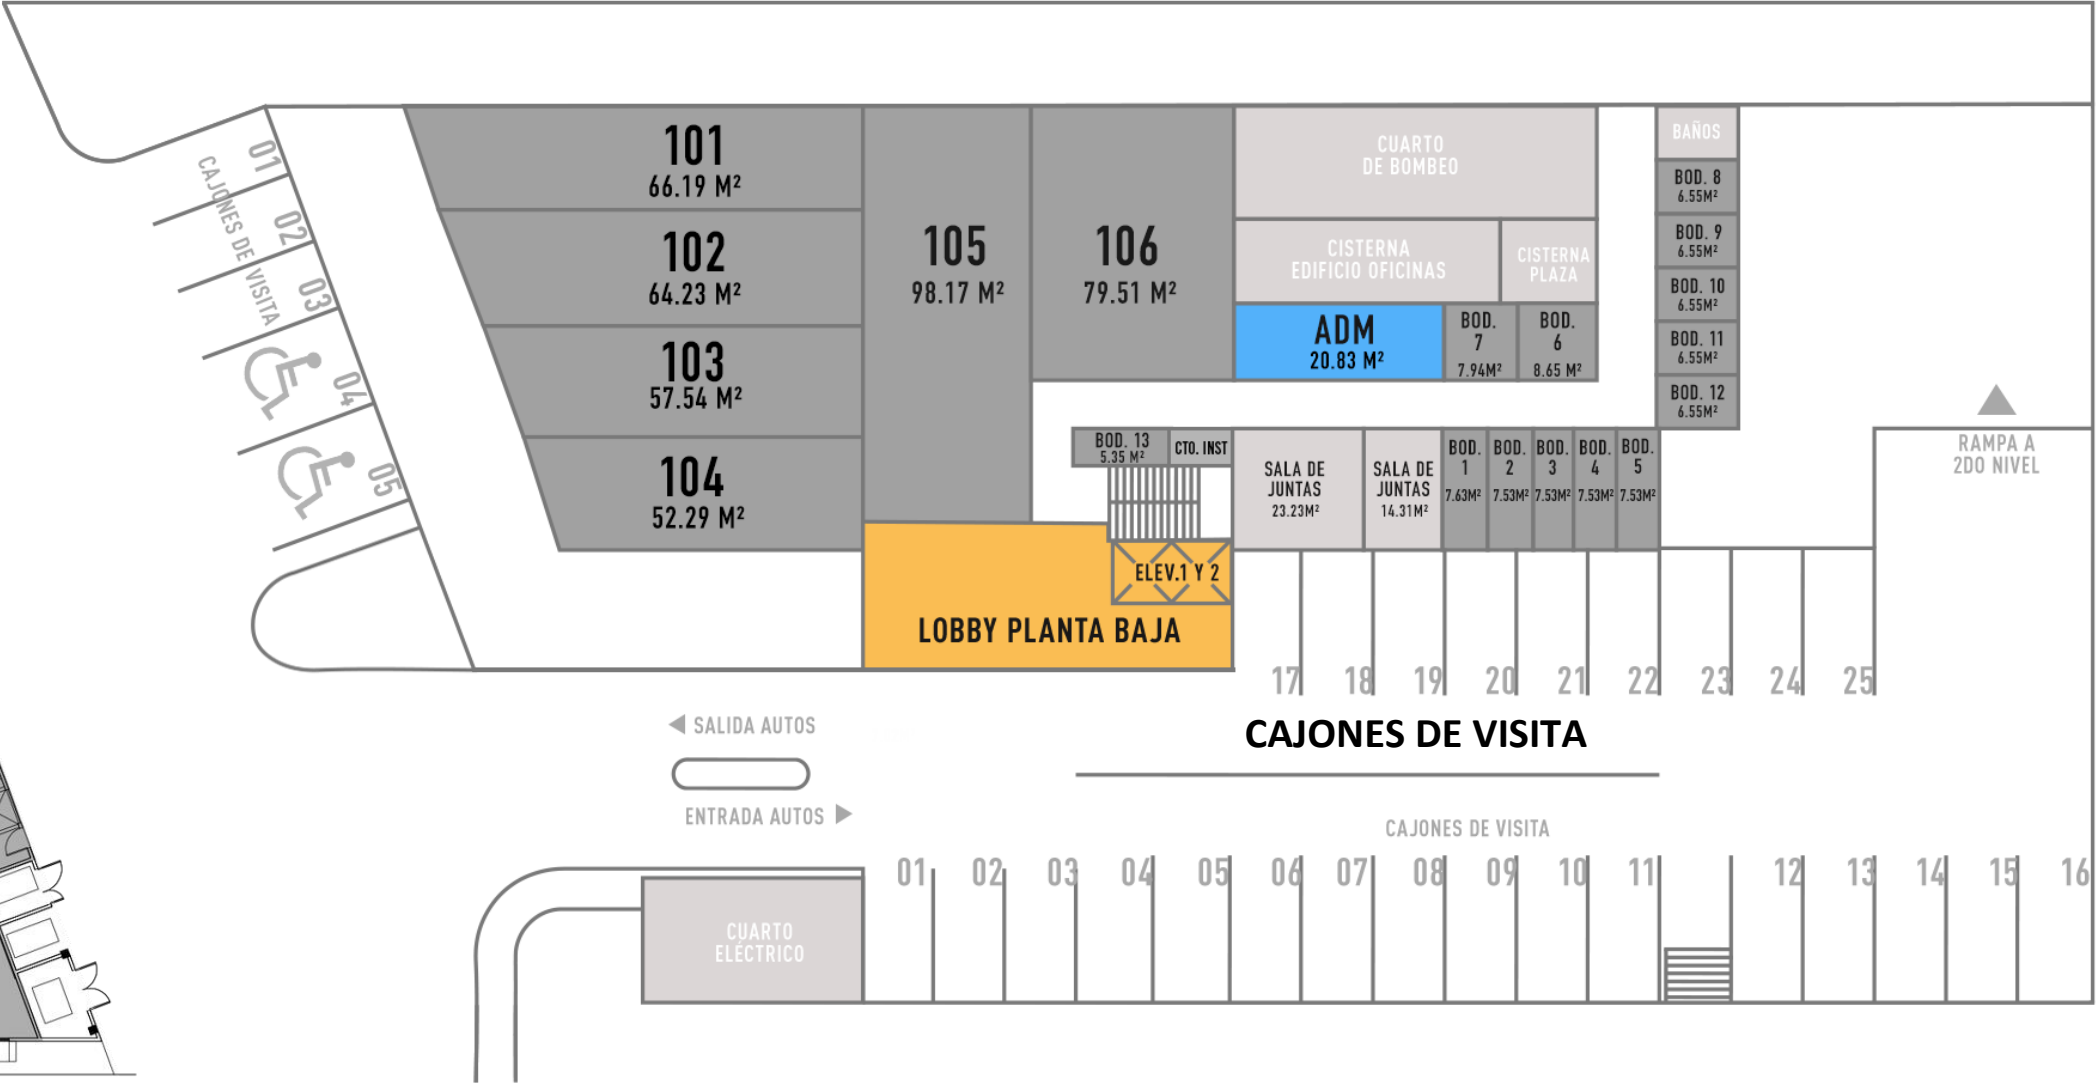 101
66.19 M²
102
64.23 M²
103
57.54 M²
104
52.29 M²
105
98.17 M²
106
79.51 M²
CUARTO
DE BOMBEO
CISTERNA
EDIFICIO OFICINAS
CISTERNA
PLAZA
ADM
20.83 M²
BOD.
7
7.94M²
BOD.
6
8.65 M²
BAÑOS
BOD. 8
6.55M²
BOD. 9
6.55M²
BOD. 10
6.55M²
BOD. 11
6.55M²
BOD. 12
6.55M²
01
02
03
04
05
CAJONES DE VISITA
BOD. 13
5.35 M²
CTO. INST
SALA DE
JUNTAS
23.23M²
SALA DE
JUNTAS
14.31M²
BOD.
1
7.63M²
BOD.
2
7.53M²
BOD.
3
7.53M²
BOD.
4
7.53M²
BOD.
5
7.53M²
RAMPA A
2DO NIVEL
ELEV.1 Y 2
LOBBY PLANTA BAJA
17 18 19 20 21 22 23 24 25
CAJONES DE VISITA
SALIDA AUTOS
ENTRADA AUTOS
CAJONES DE VISITA
01 02 03 04 05 06 07 08 09 10 11 12 13 14 15 16
CUARTO
ELÉCTRICO